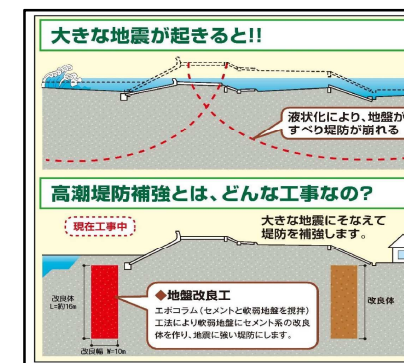 大きな地震が起きると!!
液状化により、地盤が
すべり堤防が崩れる
高潮堤防補強とは、どんな工事なの?
現在工事中
大きな地震にそなえて
堤防を補強します。
改良体
L=約16m
◆地盤改良工
エポコラム(セメントと軟弱地盤を撹拌)
工法により軟弱地盤にセメント系の改良
体を作り、地震に強い堤防にします。
改良体
改良幅 W=10m